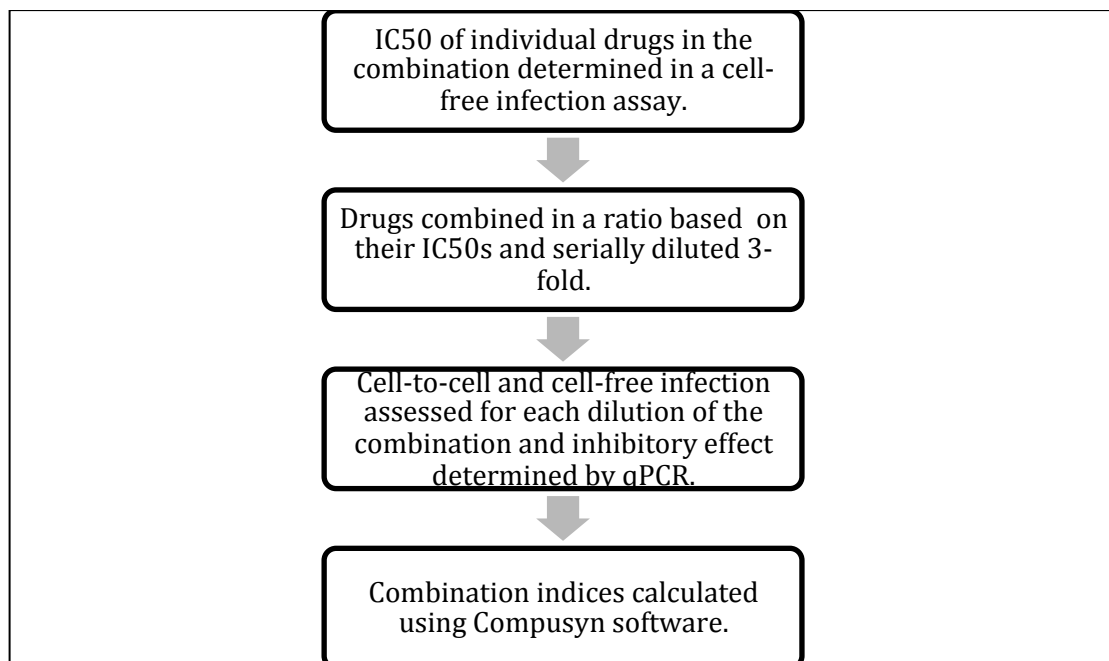 IC50 of individual drugs in the
combination determined in a cell-
free infection assay.
Drugs combined in a ratio based on
their IC50s and serially diluted 3-
fold.
Cell-to-cell and cell-free infection
assessed for each dilution of the
combination and inhibitory effect
determined by qPCR.
Combination indices calculated
using Compusyn software.